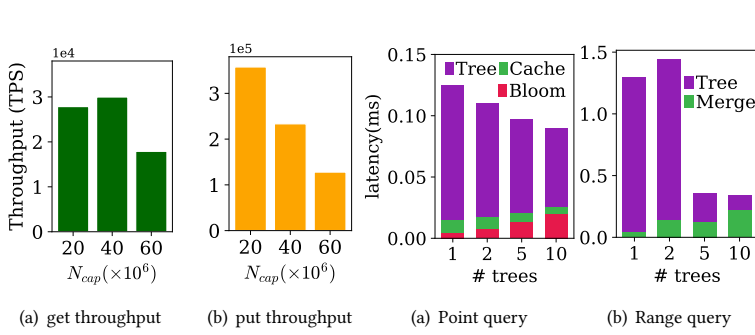 1e4
Throughput (TPS)
3
2
1
0
20 40 60
N_cap(×10^6)
(a) get throughput
1e5
3
2
1
0
20 40 60
N_cap(×10^6)
(b) put throughput
latency(ms)
0.15
0.10
0.05
0.00
Tree Cache
Bloom
1 2 5 10
# trees
(a) Point query
1.5
1.0
0.5
0.0
Tree
Merge
1 2 5 10
# trees
(b) Range query